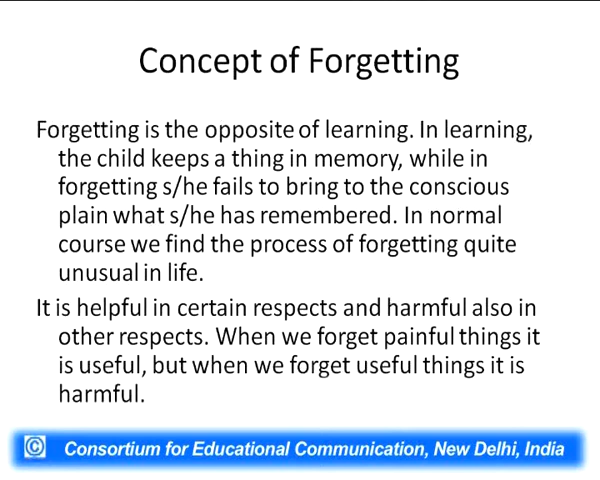 Concept of Forgetting
Forgetting is the opposite of learning. In learning,
the child keeps a thing in memory, while in
forgetting s/he fails to bring to the conscious
plain what s/he has remembered. In normal
course we find the process of forgetting quite
unusual in life.
It is helpful in certain respects and harmful also in
other respects. When we forget painful things it
is useful, but when we forget useful things it is
harmful.
© Consortium for Educational Communication, New Delhi, India